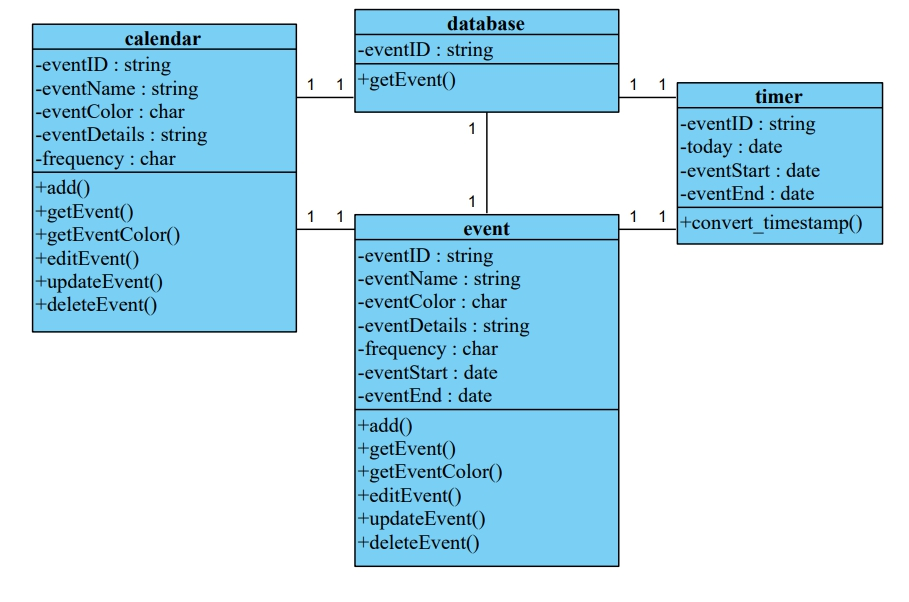 calendar
-eventID : string
-eventName : string
-eventColor : char
-eventDetails : string
-frequency : char
+add()
+getEvent()
+getEventColor()
+editEvent()
+updateEvent()
+deleteEvent()
1 1
1 1
database
-eventID : string
+getEvent()
1
1
1 1
1 1
timer
-eventID : string
-today : date
-eventStart : date
-eventEnd : date
+convert_timestamp()
event
-eventID : string
-eventName : string
-eventColor : char
-eventDetails : string
-frequency : char
-eventStart : date
-eventEnd : date
+add()
+getEvent()
+getEventColor()
+editEvent()
+updateEvent()
+deleteEvent()